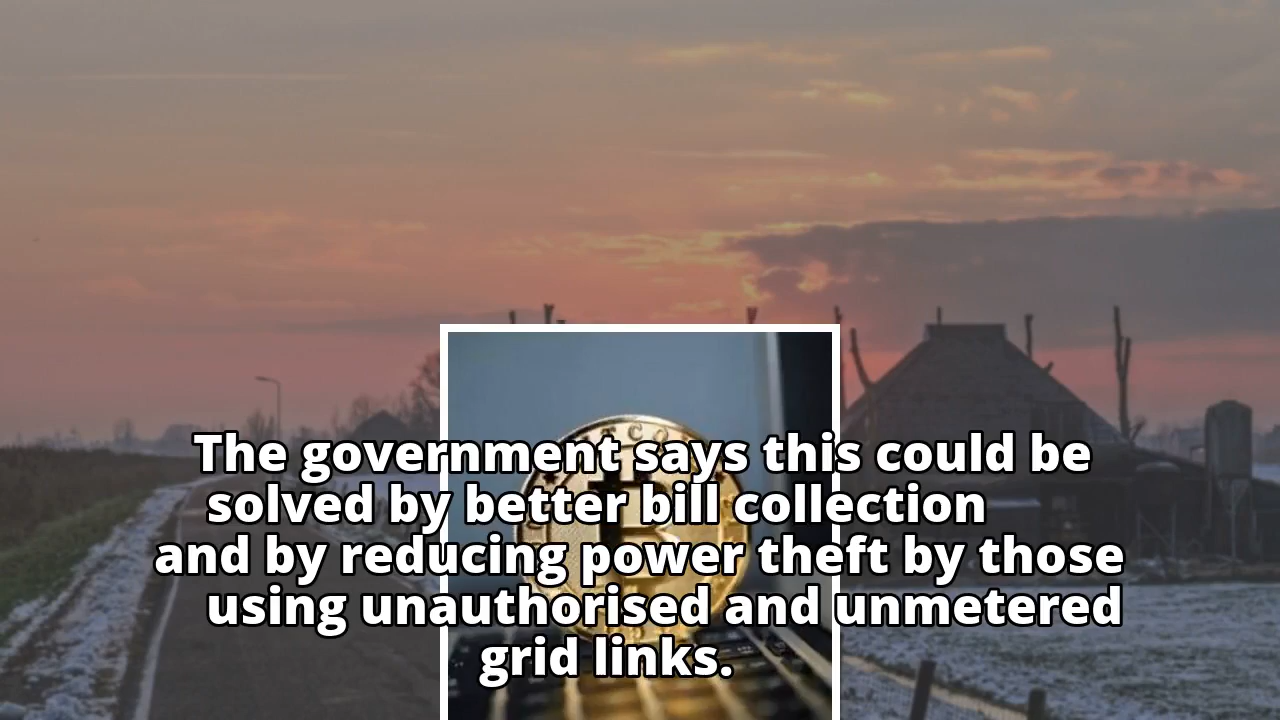 The government says this could be
solved by better bill collection
and by reducing power theft by those
using unauthorised and unmetered
grid links.